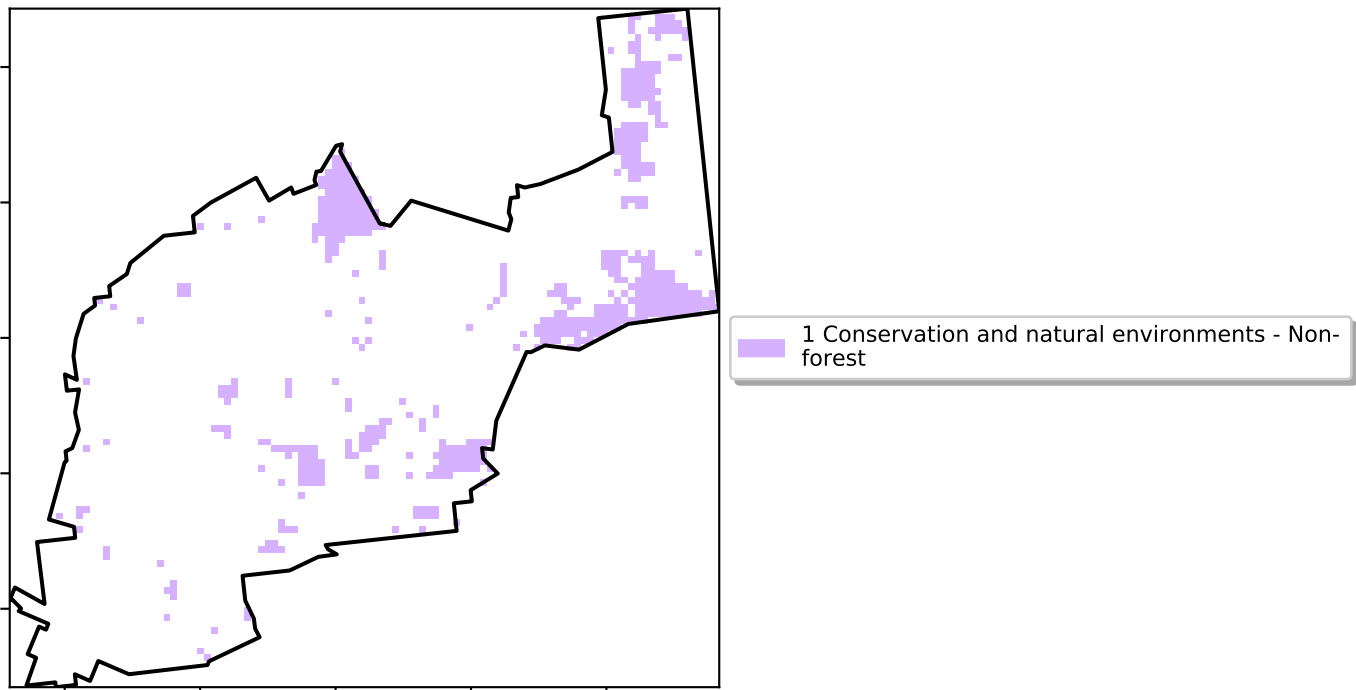 1 Conservation and natural environments - Non-
forest